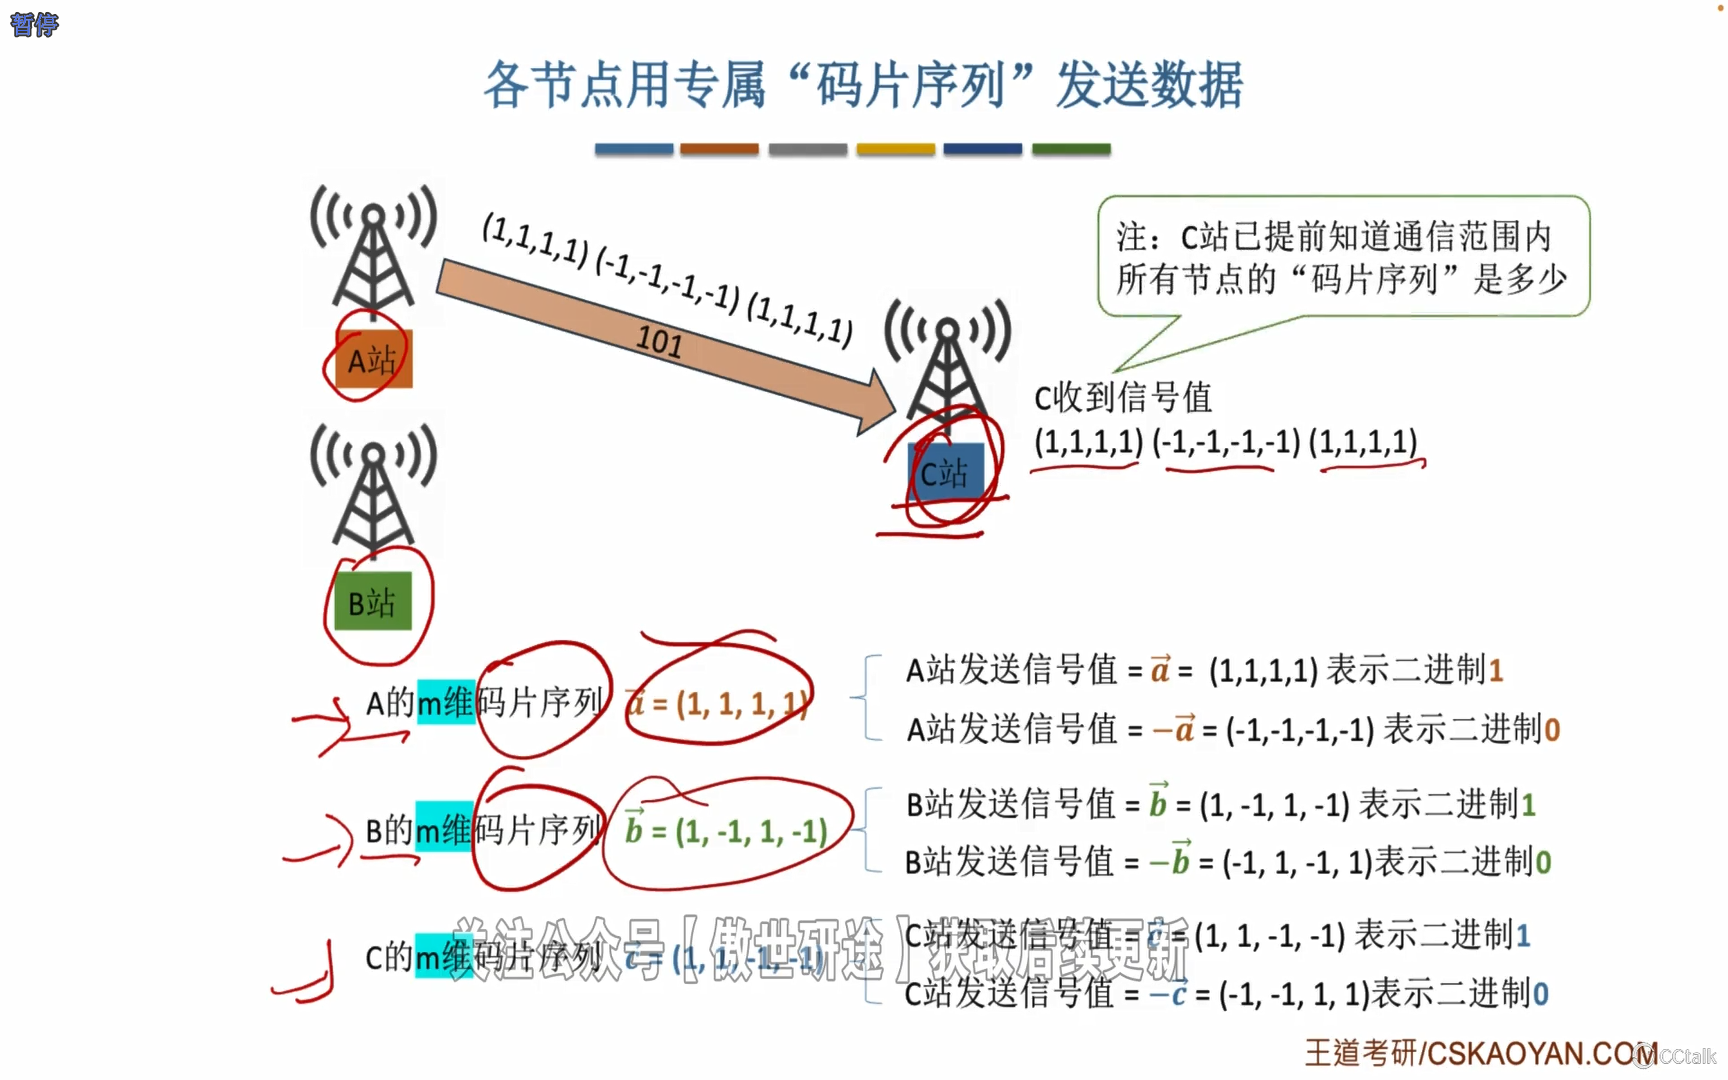 暂停
各节点用专属“码片序列”发送数据
(1,1,1,1) (-1,-1,-1,-1) (1,1,1,1)
101
A站
B站
C站
注：C站已提前知道通信范围内
所有节点的“码片序列”是多少
C收到信号值
(1,1,1,1) (-1,-1,-1,-1) (1,1,1,1)
A的m维码片序列 a⃗ = (1, 1, 1, 1)
A站发送信号值 = a⃗ = (1,1,1,1) 表示二进制1
A站发送信号值 = −a⃗ = (-1,-1,-1,-1) 表示二进制0
B的m维码片序列 b⃗ = (1, -1, 1, -1)
B站发送信号值 = b⃗ = (1, -1, 1, -1) 表示二进制1
B站发送信号值 = −b⃗ = (-1, 1, -1, 1)表示二进制0
C的m维码片序列 c⃗ = (1, 1, -1, -1)
C站发送信号值 = c⃗ = (1, 1, -1, -1) 表示二进制1
C站发送信号值 = −c⃗ = (-1, -1, 1, 1)表示二进制0
关注公众号【傲世研途】获取后续更新
王道考研/CSKAOYAN.COM
CCtalk